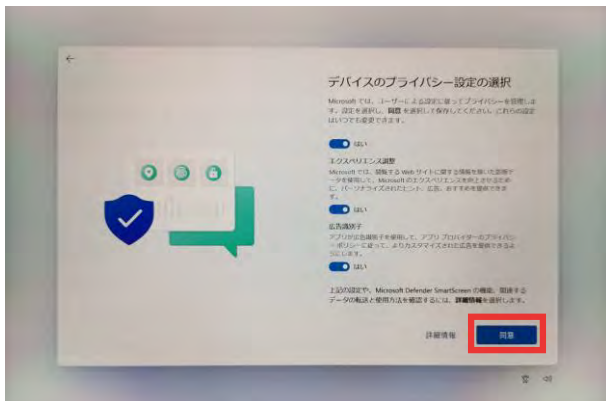 デバイスのプライバシー設定の選択
Microsoft では、ユーザーによる設定に従ってプライバシーを管理しま
す。設定を選択し、同意 を選択して保存してください。これらの設定
はいつでも変更できます。
はい
エクスペリエンス調整
Microsoft では、閲覧する Web サイトに関する情報を除いた診断デ
ータを使用して、Microsoft のエクスペリエンスを向上させるため
に、パーソナライズされたヒント、広告、おすすめを提供できま
す。
はい
広告識別子
アプリが広告識別子を使用して、アプリ プロバイダーのプライバシ
ー ポリシーに従って、よりカスタマイズされた広告を提供できるよ
うにします。
はい
上記の設定や、Microsoft Defender SmartScreen の機能、関連する
データの転送と使用方法を確認するには、詳細情報を選択します。
詳細情報
同意